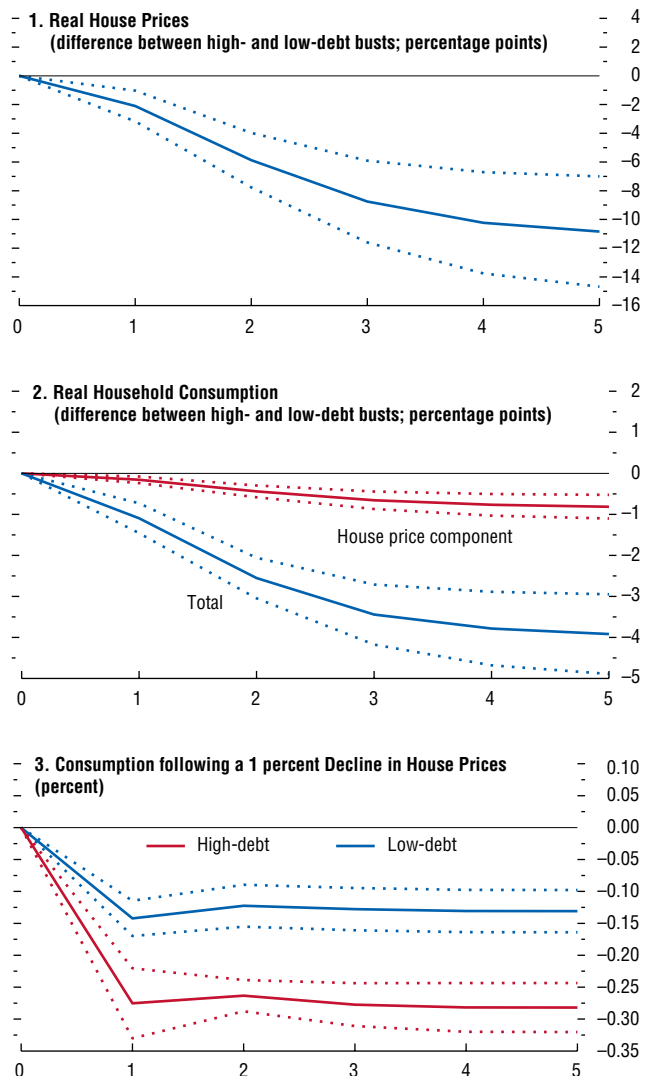 1. Real House Prices
(difference between high- and low-debt busts; percentage points)
4
2
0
–2
–4
–6
–8
–10
–12
–14
–16
0 1 2 3 4 5
2. Real Household Consumption
(difference between high- and low-debt busts; percentage points)
2
1
0
–1
House price component
–2
Total
–3
–4
–5
0 1 2 3 4 5
3. Consumption following a 1 percent Decline in House Prices
(percent)
0.10
0.05
0.00
High-debt Low-debt
–0.05
–0.10
–0.15
–0.20
–0.25
–0.30
–0.35
0 1 2 3 4 5